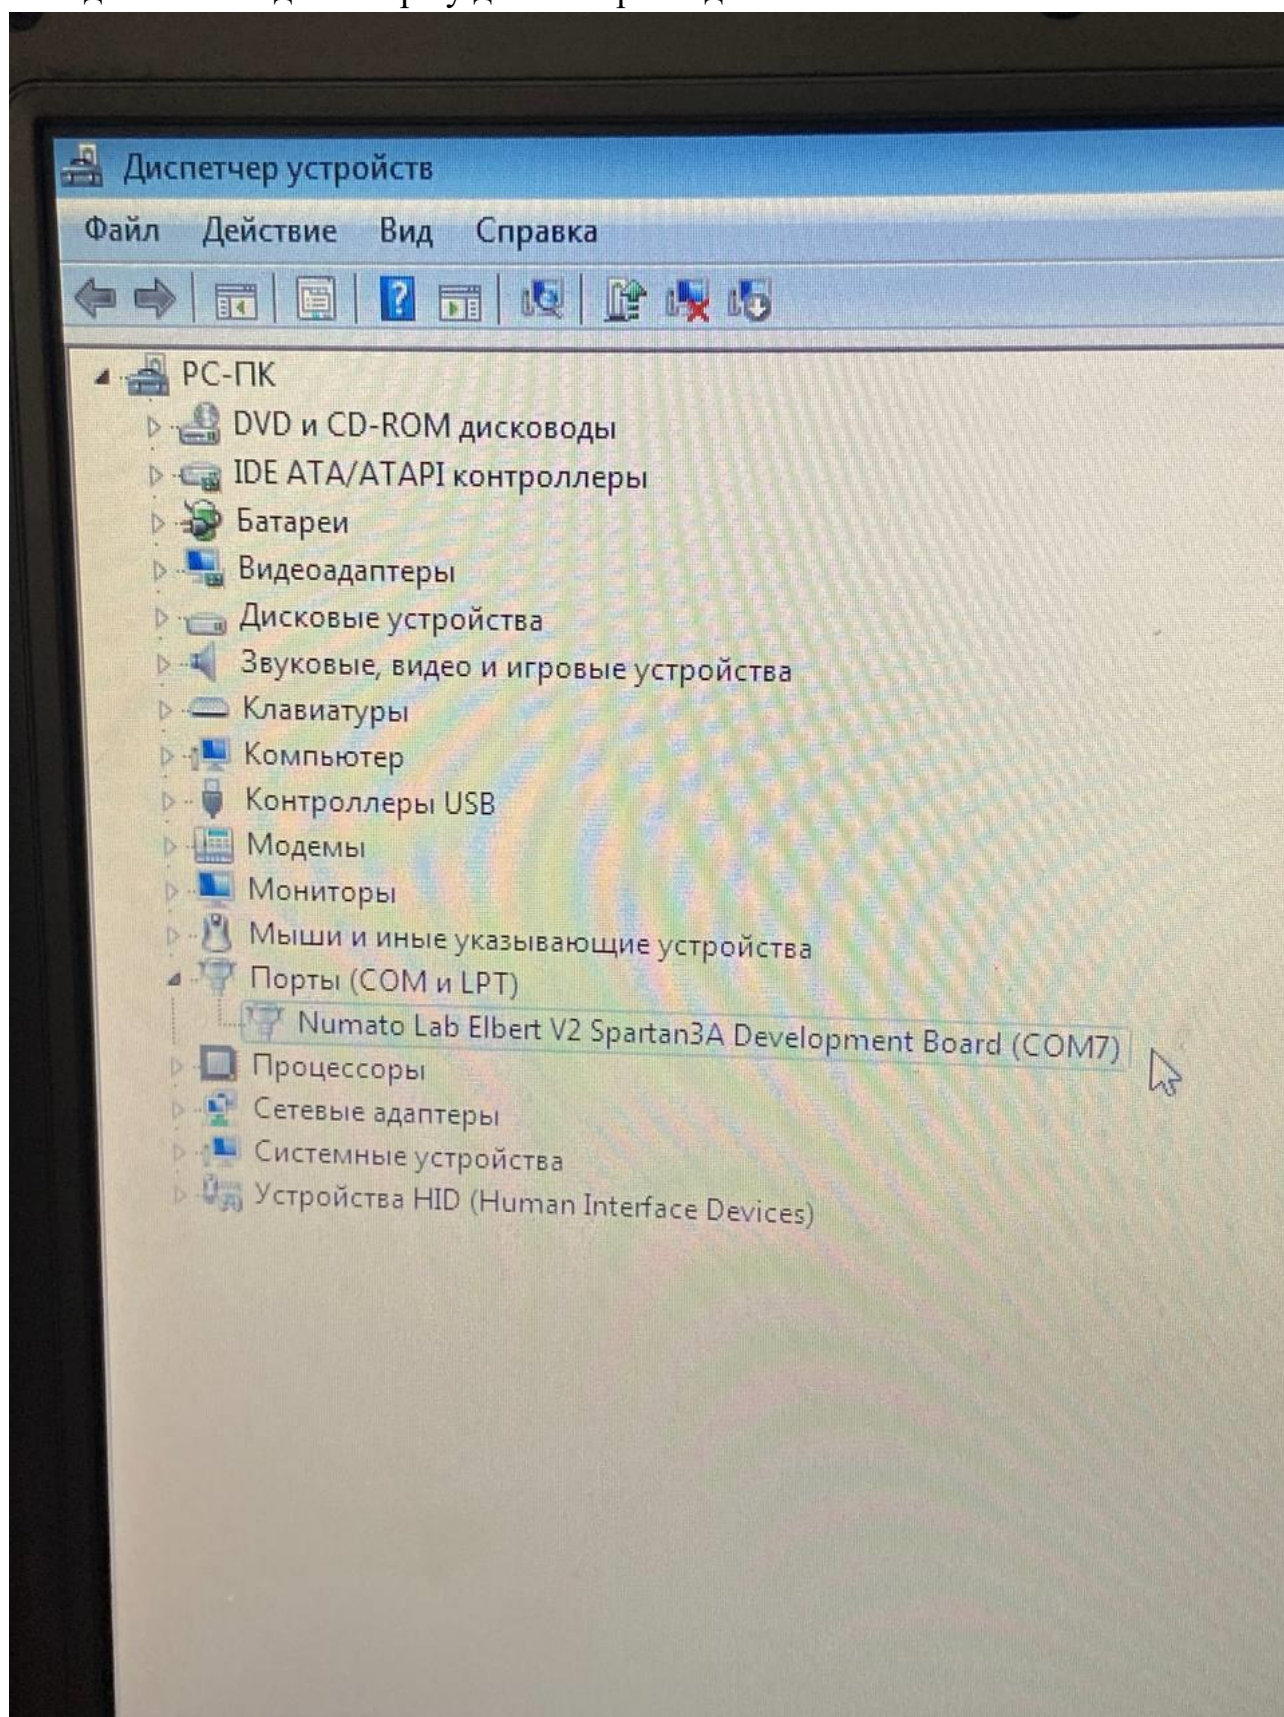 Диспетчер устройств
Файл Действие Вид Справка
PC-ПК
DVD и CD-ROM дисководы
IDE ATA/ATAPI контроллеры
Батареи
Видеоадаптеры
Дисковые устройства
Звуковые, видео и игровые устройства
Клавиатуры
Компьютер
Контроллеры USB
Модемы
Мониторы
Мыши и иные указывающие устройства
Порты (COM и LPT)
Numato Lab Elbert V2 Spartan3A Development Board (COM7)
Процессоры
Сетевые адаптеры
Системные устройства
Устройства HID (Human Interface Devices)